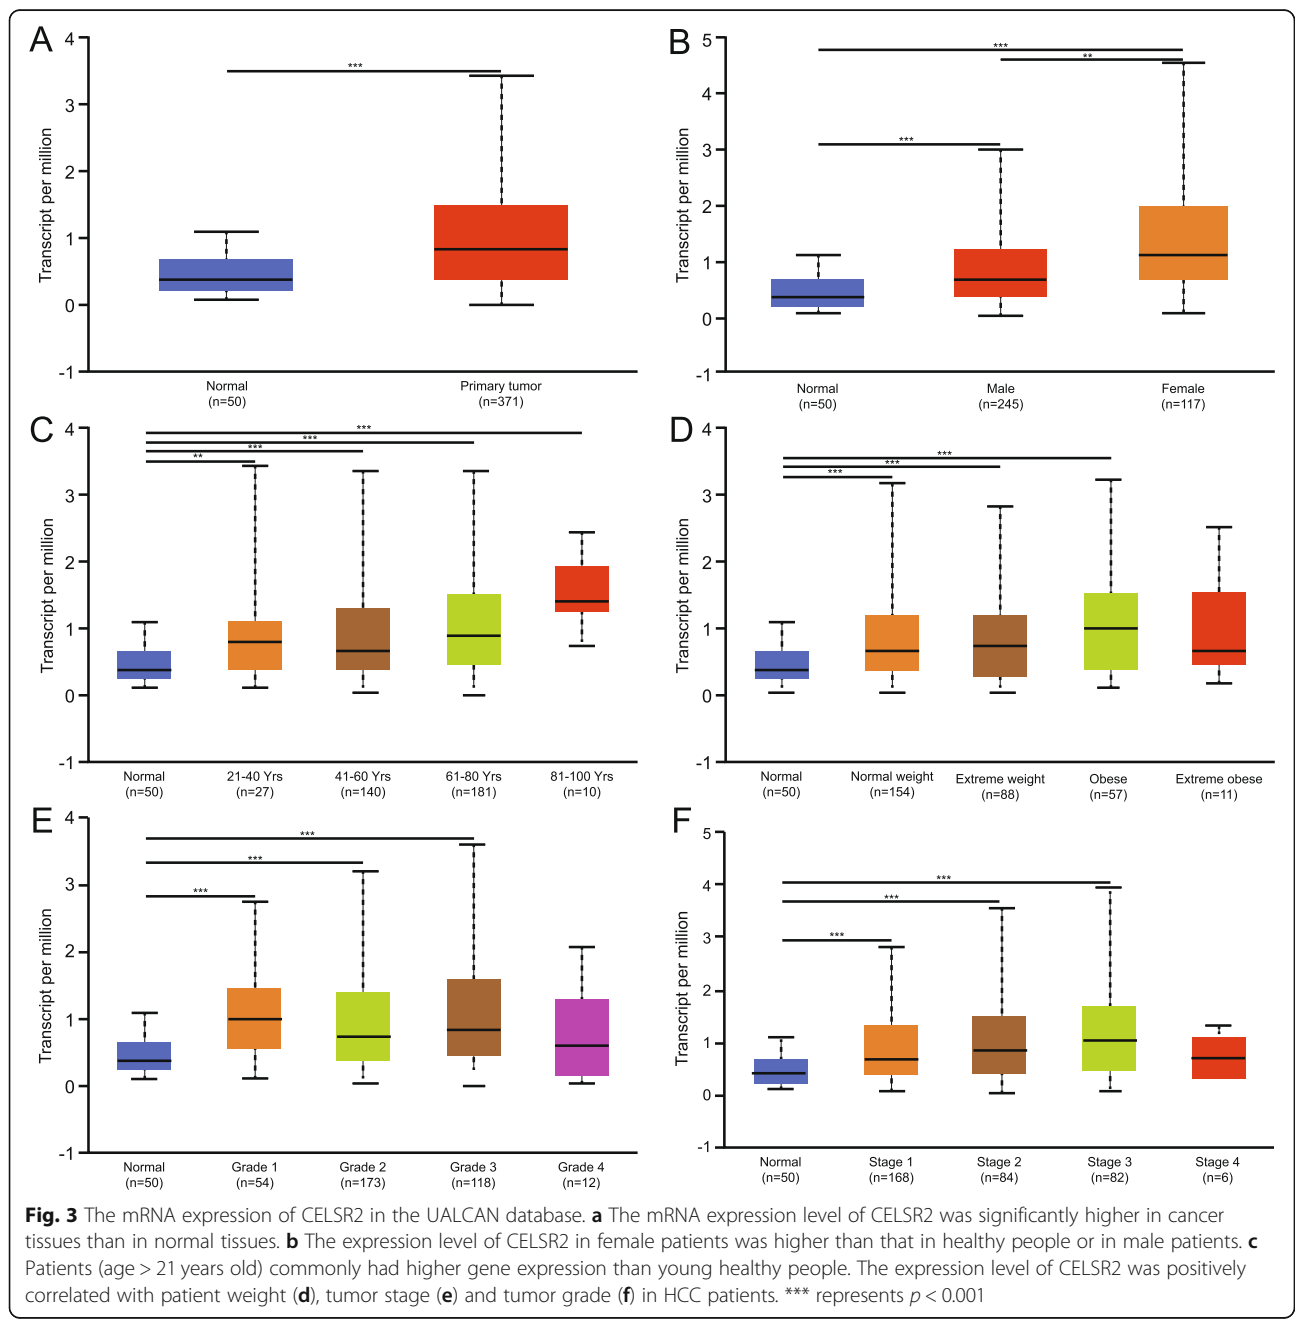 A
4
3
2
1
0
-1
Transcript per million
***
Normal
(n=50)
Primary tumor
(n=371)
B
5
4
3
2
1
0
-1
Transcript per million
***
**
***
Normal
(n=50)
Male
(n=245)
Female
(n=117)
C
4
3
2
1
0
-1
Transcript per million
***
***
***
**
Normal
(n=50)
21-40 Yrs
(n=27)
41-60 Yrs
(n=140)
61-80 Yrs
(n=181)
81-100 Yrs
(n=10)
D
4
3
2
1
0
-1
Transcript per million
***
***
***
Normal
(n=50)
Normal weight
(n=154)
Extreme weight
(n=88)
Obese
(n=57)
Extreme obese
(n=11)
E
4
3
2
1
0
-1
Transcript per million
***
***
***
Normal
(n=50)
Grade 1
(n=54)
Grade 2
(n=173)
Grade 3
(n=118)
Grade 4
(n=12)
F
5
4
3
2
1
0
-1
Transcript per million
***
***
***
Normal
(n=50)
Stage 1
(n=168)
Stage 2
(n=84)
Stage 3
(n=82)
Stage 4
(n=6)
Fig. 3 The mRNA expression of CELSR2 in the UALCAN database. a The mRNA expression level of CELSR2 was significantly higher in cancer
tissues than in normal tissues. b The expression level of CELSR2 in female patients was higher than that in healthy people or in male patients. c
Patients (age > 21 years old) commonly had higher gene expression than young healthy people. The expression level of CELSR2 was positively
correlated with patient weight (d), tumor stage (e) and tumor grade (f) in HCC patients. *** represents p < 0.001